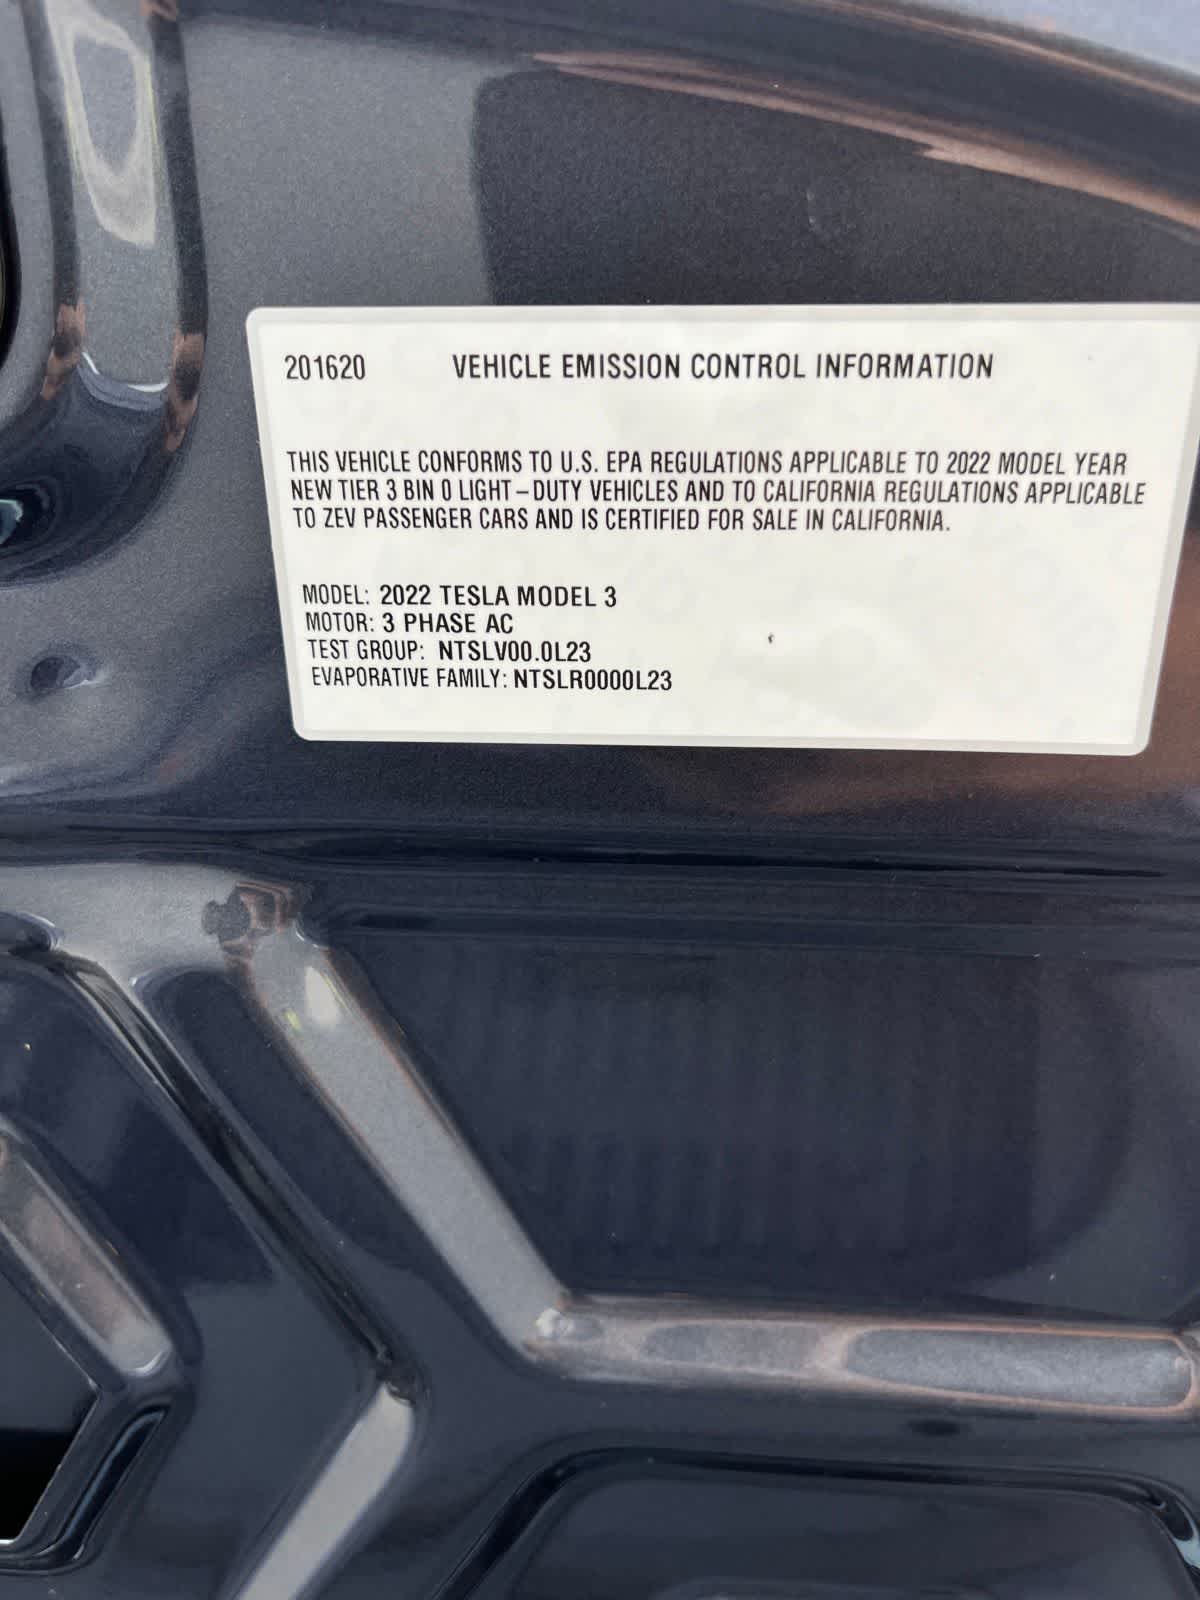 201620 VEHICLE EMISSION CONTROL INFORMATION
THIS VEHICLE CONFORMS TO U.S. EPA REGULATIONS APPLICABLE TO 2022 MODEL YEAR
NEW TIER 3 BIN 0 LIGHT – DUTY VEHICLES AND TO CALIFORNIA REGULATIONS APPLICABLE
TO ZEV PASSENGER CARS AND IS CERTIFIED FOR SALE IN CALIFORNIA.
MODEL: 2022 TESLA MODEL 3
MOTOR: 3 PHASE AC
TEST GROUP: NTSLV00.0L23
EVAPORATIVE FAMILY: NTSLR0000L23